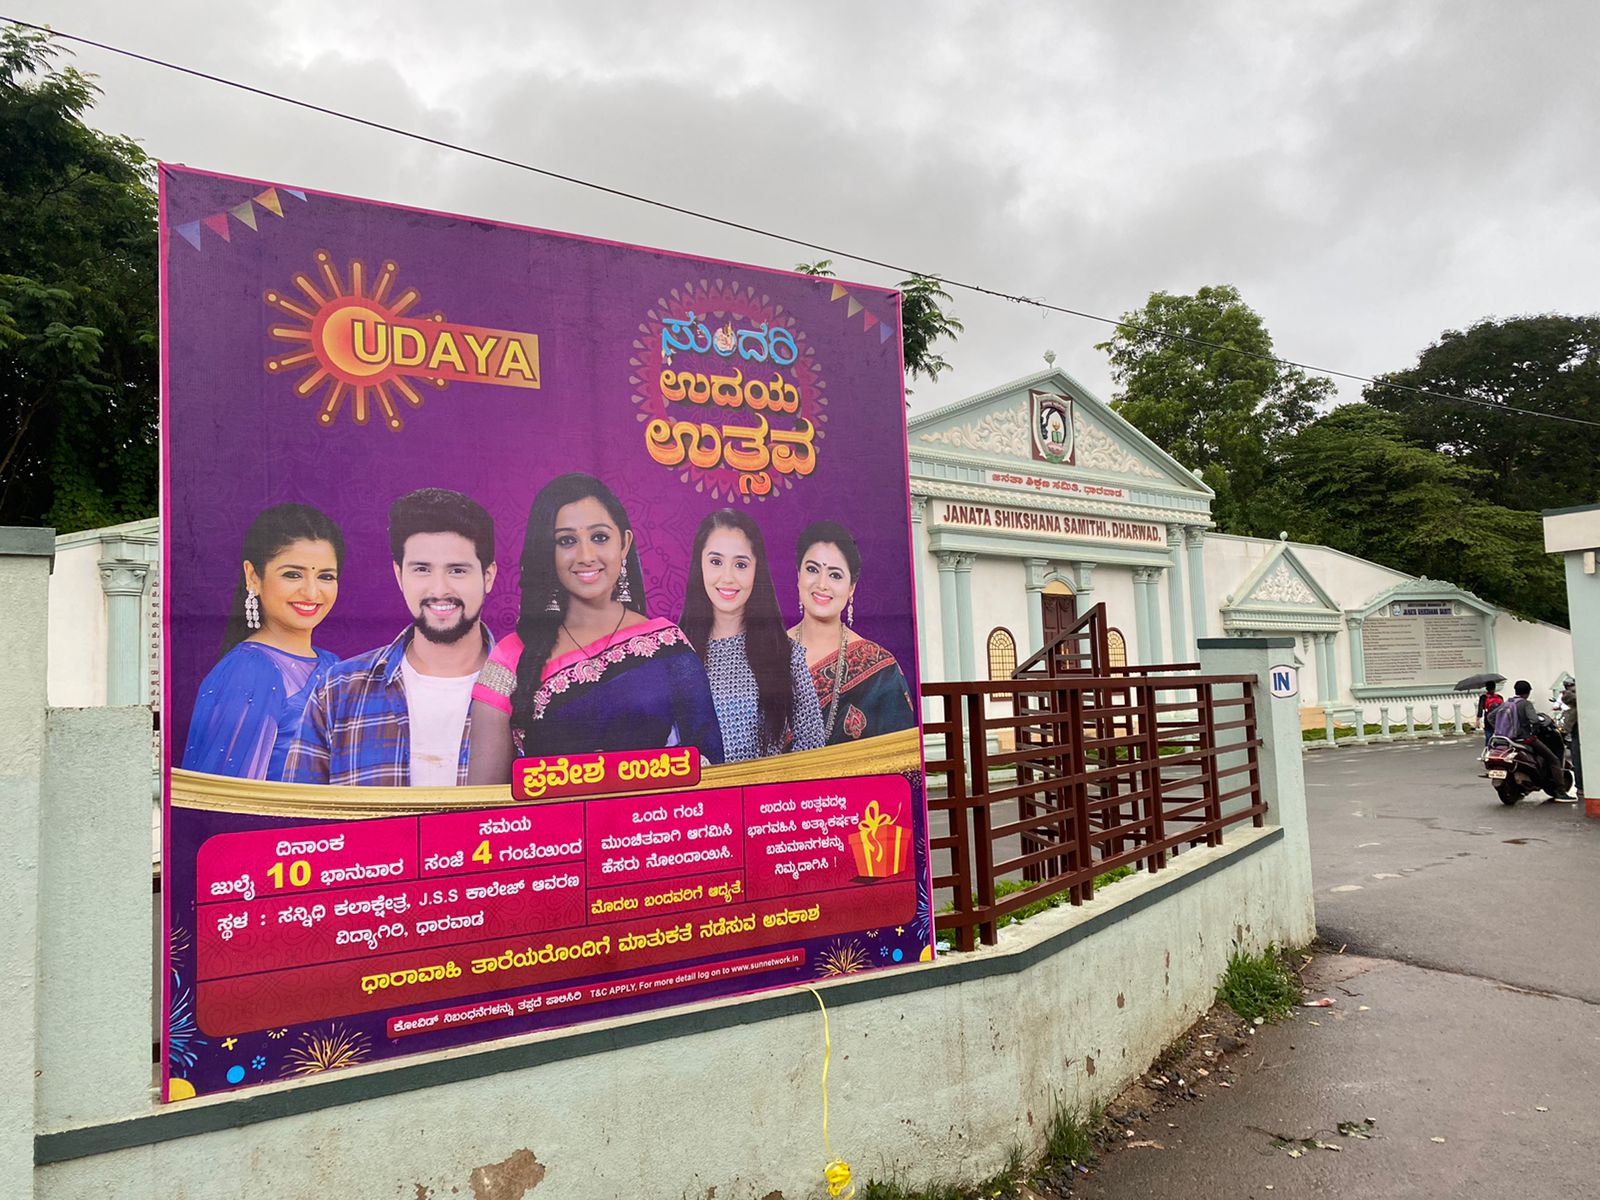 UDAYA
ಸುಂದರಿ
ಉದಯ
ಉತ್ಸವ
ಪ್ರವೇಶ ಉಚಿತ
ದಿನಾಂಕ
ಜುಲೈ 10 ಭಾನುವಾರ
ಸಮಯ
ಸಂಜೆ 4 ಗಂಟೆಯಿಂದ
ಸ್ಥಳ : ಸನ್ನಿಧಿ ಕಲಾಕ್ಷೇತ್ರ, J.S.S ಕಾಲೇಜ್ ಆವರಣ
ವಿದ್ಯಾಗಿರಿ, ಧಾರವಾಡ
ಒಂದು ಗಂಟೆ
ಮುಂಚಿತವಾಗಿ ಆಗಮಿಸಿ
ಹೆಸರು ನೋಂದಾಯಿಸಿ.
ಮೊದಲು ಬಂದವರಿಗೆ ಆದ್ಯತೆ.
ಉದಯ ಉತ್ಸವದಲ್ಲಿ
ಭಾಗವಹಿಸಿ ಅತ್ಯಾಕರ್ಷಕ
ಬಹುಮಾನಗಳನ್ನು
ನಿಮ್ಮದಾಗಿಸಿ !
ಧಾರಾವಾಹಿ ತಾರೆಯರೊಂದಿಗೆ ಮಾತುಕತೆ ನಡೆಸುವ ಅವಕಾಶ
ಕೋವಿಡ್ ನಿಬಂಧನೆಗಳನ್ನು ತಪ್ಪದೆ ಪಾಲಿಸಿರಿ T&C APPLY, For more detail log on to www.sunnetwork.in
ಜನತಾ ಶಿಕ್ಷಣ ಸಮಿತಿ, ಧಾರವಾಡ.
JANATA SHIKSHANA SAMITHI, DHARWAD.
IN
JANATA SHIKSHANA SAMITI